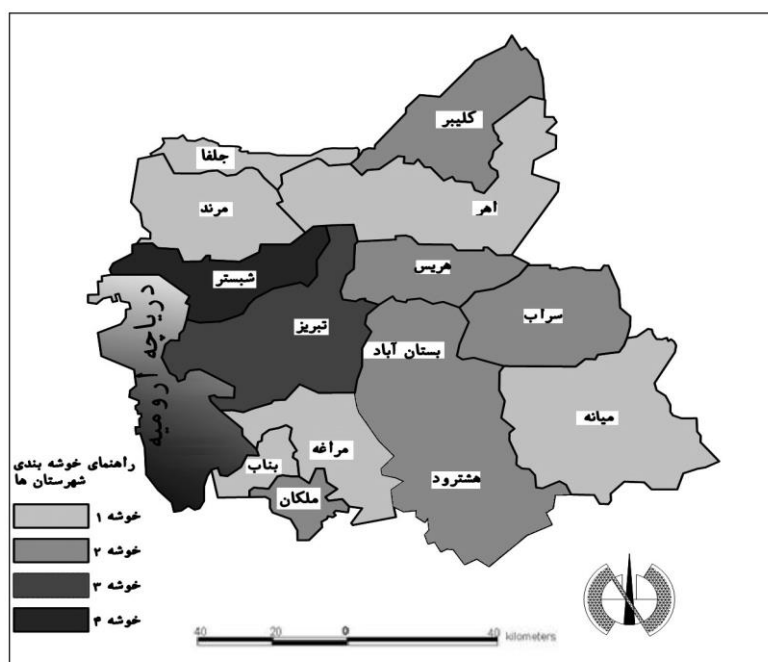 کلیبر
جلفا
مرند
اهر
شبستر
هریس
تبریز
سراب
بستان آباد
دریاچه ارومیه
میانه
مراغه
بناب
هشترود
ملکان
راهنمای خوشه بندی
شهرستان ها
خوشه ۱
خوشه ۲
خوشه ۳
خوشه ۴
40 20 0 40
kilometers